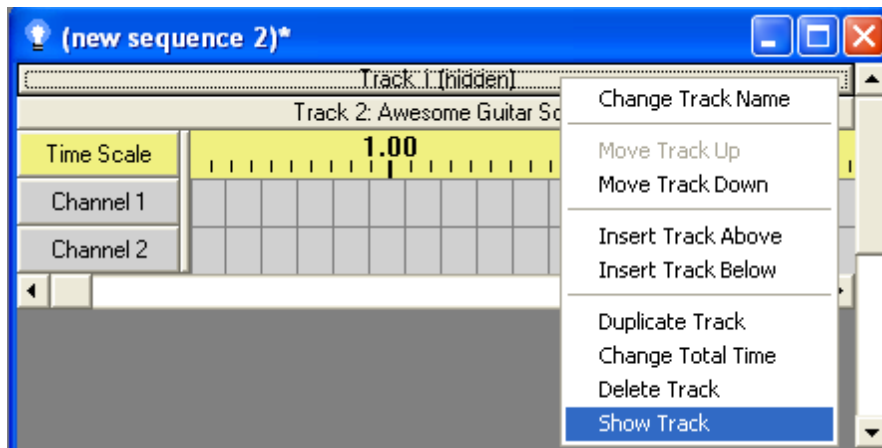 (new sequence 2)*
Track 1 (hidden)
Track 2: Awesome Guitar
Time Scale
1.00
Channel 1
Channel 2
Change Track Name
Move Track Up
Move Track Down
Insert Track Above
Insert Track Below
Duplicate Track
Change Total Time
Delete Track
Show Track